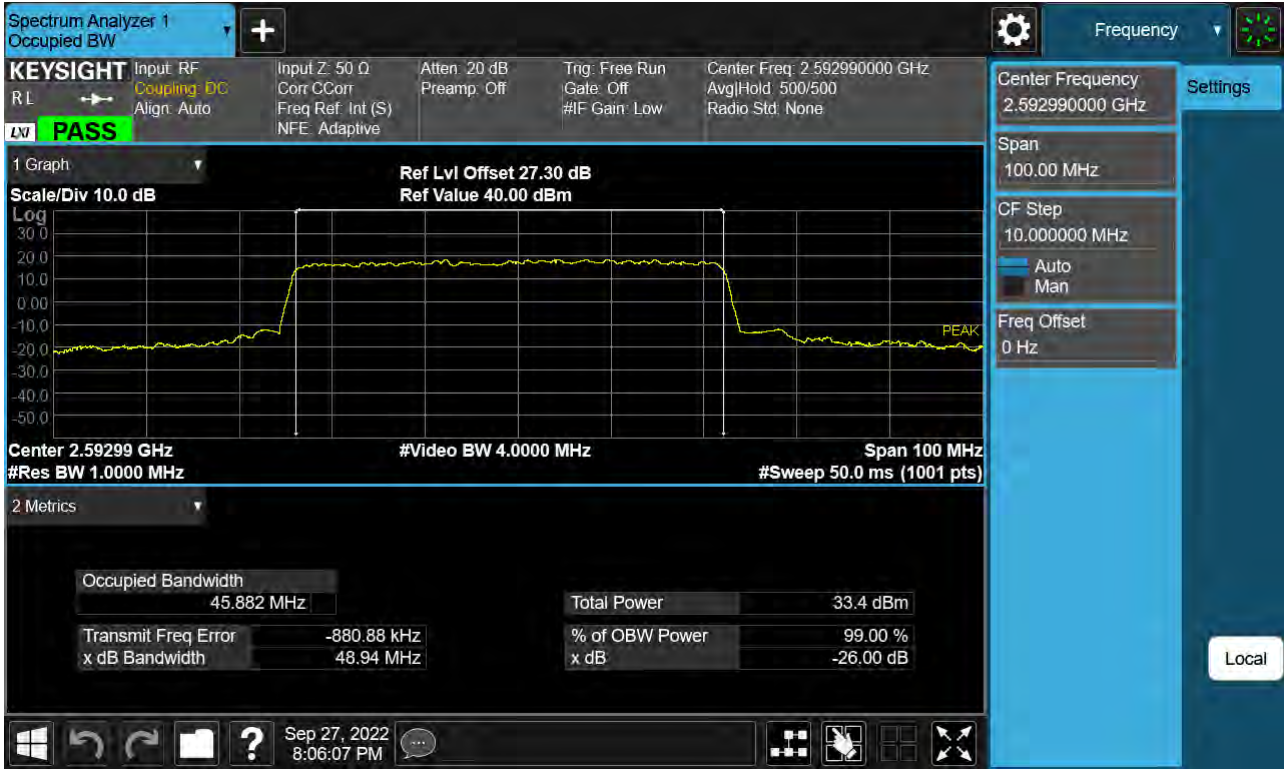 Spectrum Analyzer 1
Occupied BW
+
Frequency
KEYSIGHT
R L
LXI PASS
Input: RF
Coupling: DC
Align: Auto
Input Z: 50 Ω
Corr CCorr
Freq Ref: Int (S)
NFE: Adaptive
Atten: 20 dB
Preamp: Off
Trig: Free Run
Gate: Off
#IF Gain: Low
Center Freq: 2.592990000 GHz
Avg|Hold: 500/500
Radio Std: None
Center Frequency
2.592990000 GHz
Settings
Span
100.00 MHz
CF Step
10.000000 MHz
Auto
Man
Freq Offset
0 Hz
Local
1 Graph
Scale/Div 10.0 dB
Ref Lvl Offset 27.30 dB
Ref Value 40.00 dBm
Log
30.0
20.0
10.0
0.00
-10.0
-20.0
-30.0
-40.0
-50.0
PEAK
Center 2.59299 GHz
#Video BW 4.0000 MHz
Span 100 MHz
#Res BW 1.0000 MHz
#Sweep 50.0 ms (1001 pts)
2 Metrics
Occupied Bandwidth
45.882 MHz
Total Power 33.4 dBm
Transmit Freq Error -880.88 kHz
% of OBW Power 99.00 %
x dB Bandwidth 48.94 MHz
x dB -26.00 dB
?
Sep 27, 2022
8:06:07 PM